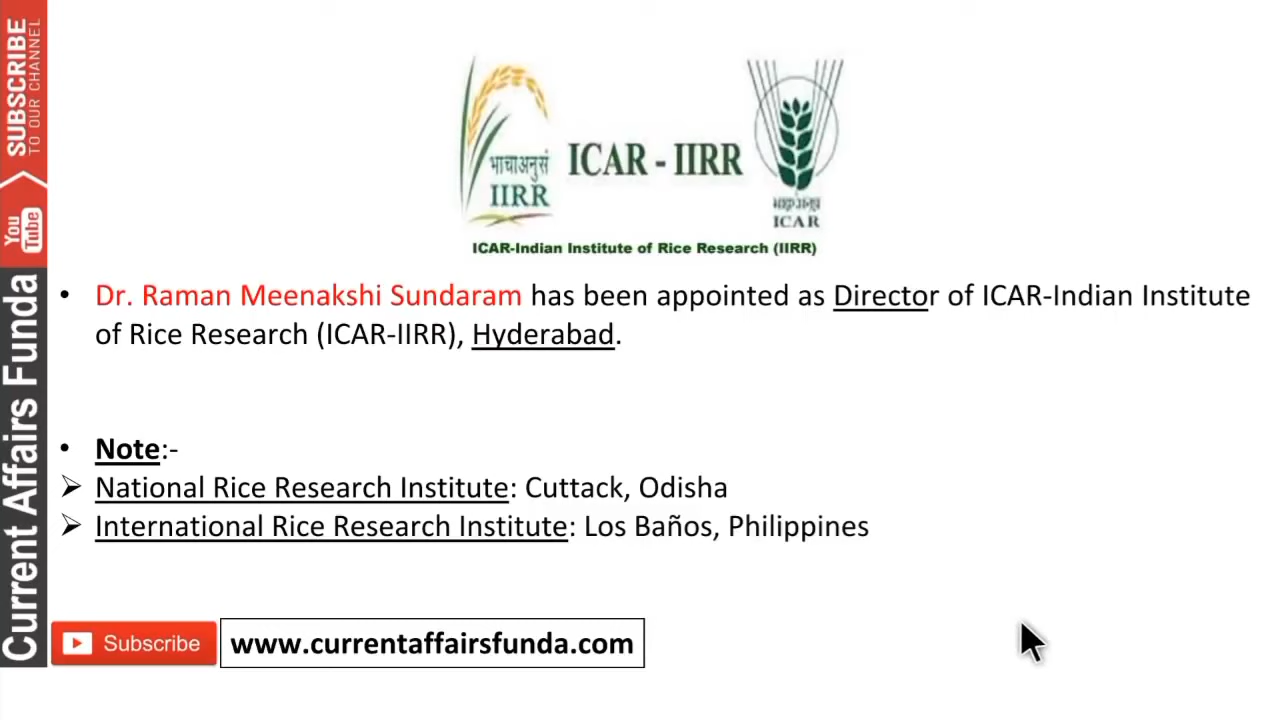 SUBSCRIBE
TO OUR CHANNEL
You
Tube
Current Affairs Funda
भाचाअनुसं
IIRR
ICAR - IIRR
ICAR
ICAR-Indian Institute of Rice Research (IIRR)
• Dr. Raman Meenakshi Sundaram has been appointed as Director of ICAR-Indian Institute
of Rice Research (ICAR-IIRR), Hyderabad.
• Note:-
➢ National Rice Research Institute: Cuttack, Odisha
➢ International Rice Research Institute: Los Baños, Philippines
Subscribe
www.currentaffairsfunda.com